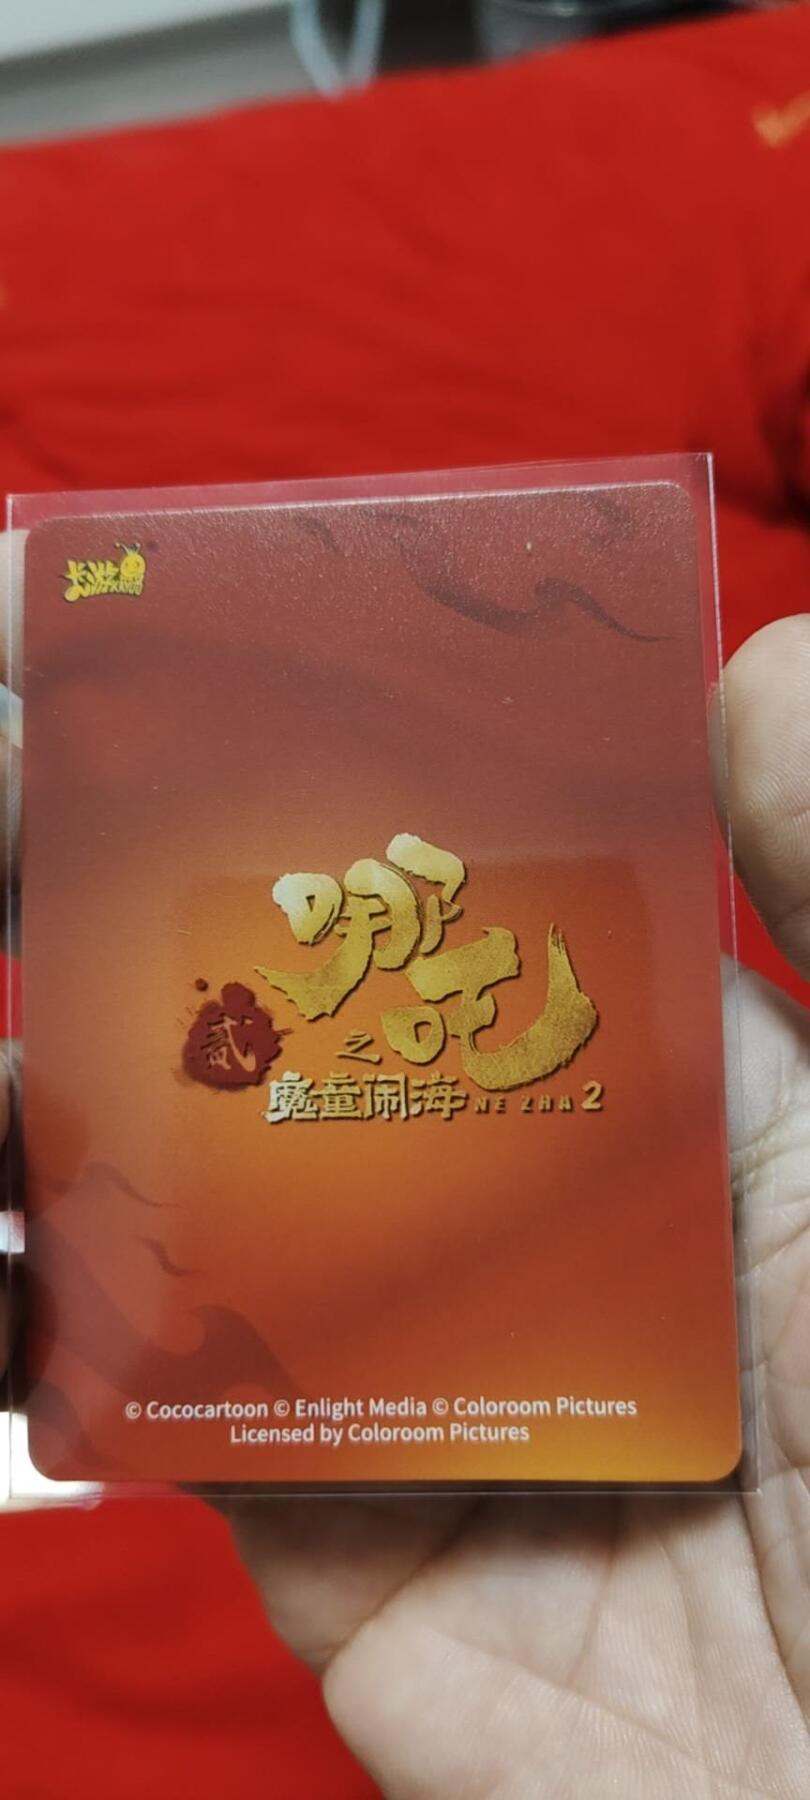 卡游 KAYOU
哪吒
贰
之
魔童闹海 NE ZHA 2
© Cococartoon © Enlight Media © Coloroom Pictures
Licensed by Coloroom Pictures